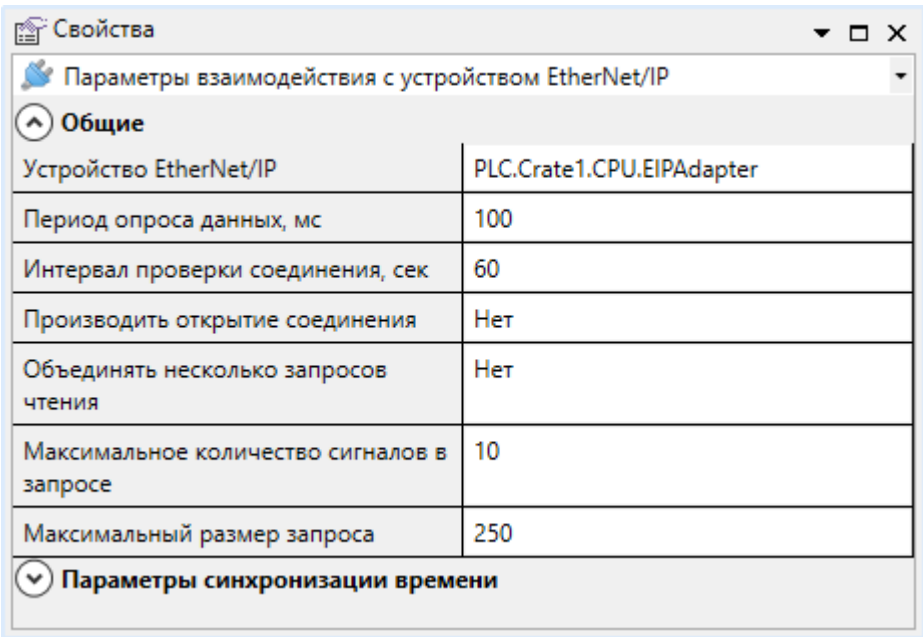 Свойства
Параметры взаимодействия с устройством EtherNet/IP
Общие
Устройство EtherNet/IP PLC.Crate1.CPU.EIPAdapter
Период опроса данных, мс 100
Интервал проверки соединения, сек 60
Производить открытие соединения Нет
Объединять несколько запросов Нет
чтения
Максимальное количество сигналов в 10
запросе
Максимальный размер запроса 250
Параметры синхронизации времени